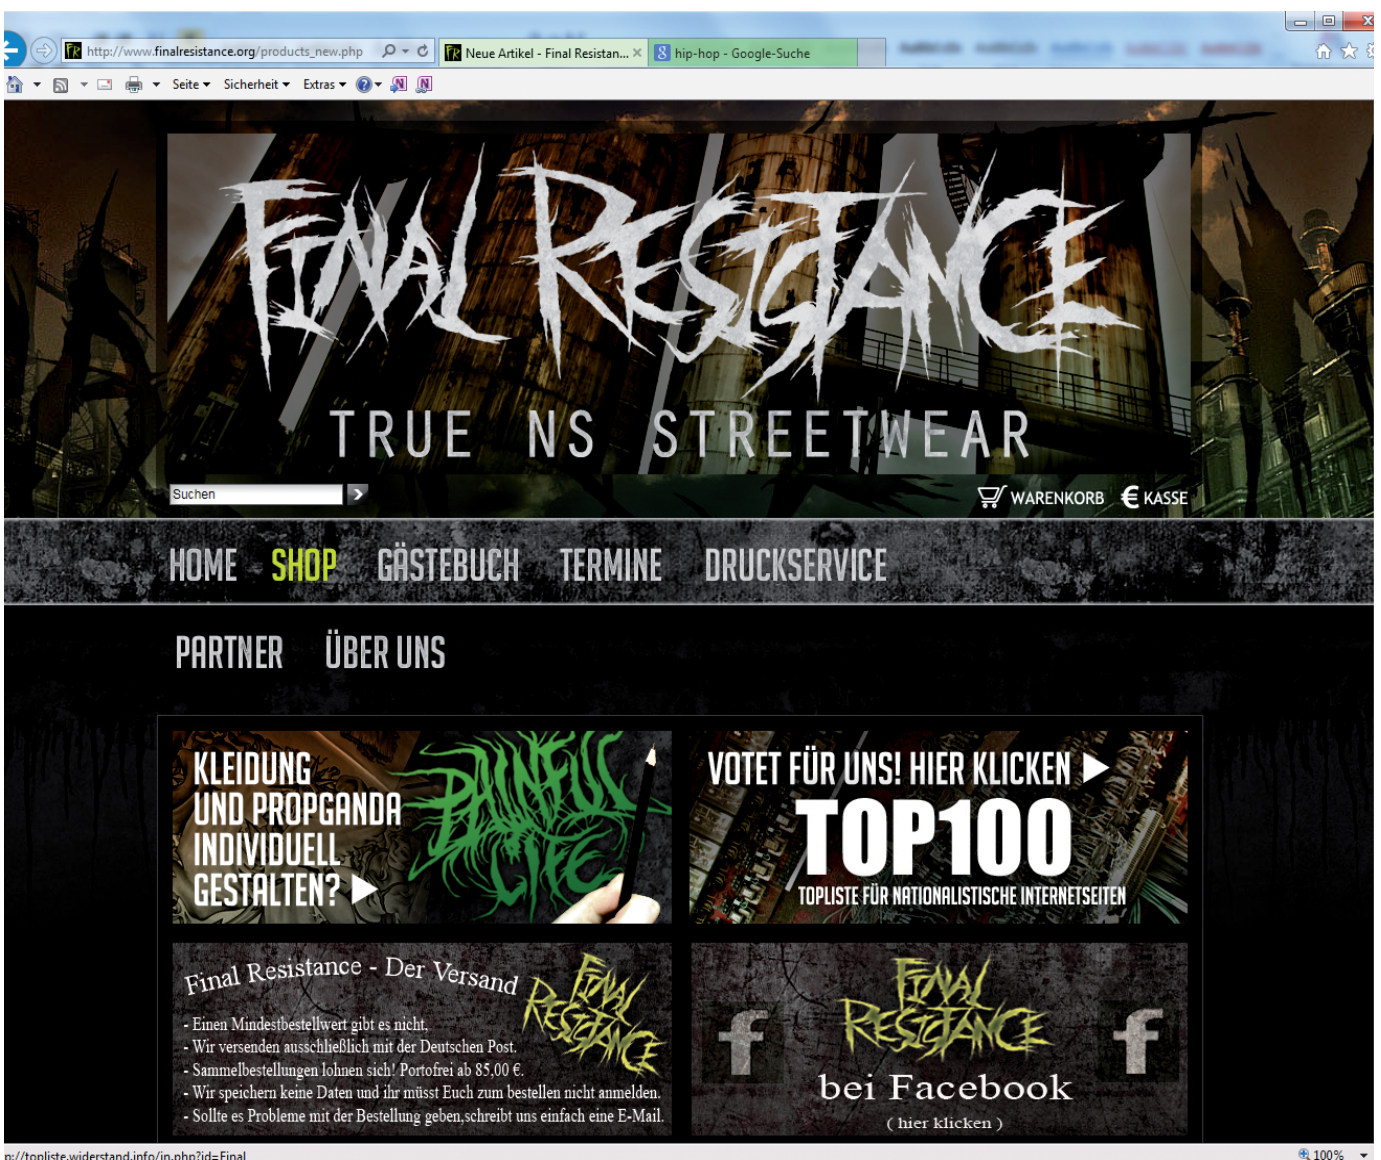 http://www.finalresistance.org/products_new.php
Neue Artikel - Final Resistan...
hip-hop - Google-Suche
Seite
Sicherheit
Extras
FINAL RESISTANCE
TRUE NS STREETWEAR
Suchen
WARENKORB
€ KASSE
HOME
SHOP
GÄSTEBUCH
TERMINE
DRUCKSERVICE
PARTNER
ÜBER UNS
KLEIDUNG
UND PROPGANDA
INDIVIDUELL
GESTALTEN?
PAINFUL
LIFE
VOTET FÜR UNS! HIER KLICKEN
TOP100
TOPLISTE FÜR NATIONALISTISCHE INTERNETSEITEN
Final Resistance - Der Versand
FINAL
RESISTANCE
- Einen Mindestbestellwert gibt es nicht.
- Wir versenden ausschließlich mit der Deutschen Post.
- Sammelbestellungen lohnen sich! Portofrei ab 85,00 €.
- Wir speichern keine Daten und ihr müsst Euch zum bestellen nicht anmelden.
- Sollte es Probleme mit der Bestellung geben,schreibt uns einfach eine E-Mail.
f
FINAL
RESISTANCE
f
bei Facebook
( hier klicken )
p://topliste.widerstand.info/in.php?id=Final
100%